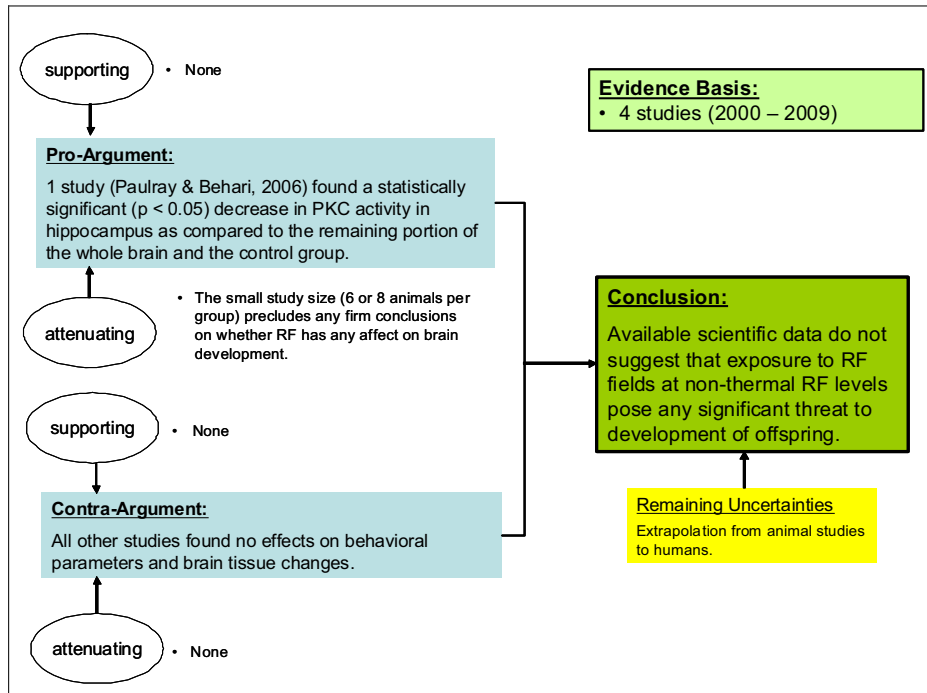 supporting
• None
Evidence Basis:
• 4 studies (2000 – 2009)
Pro-Argument:
1 study (Paulray & Behari, 2006) found a statistically
significant (p < 0.05) decrease in PKC activity in
hippocampus as compared to the remaining portion of
the whole brain and the control group.
attenuating
• The small study size (6 or 8 animals per
group) precludes any firm conclusions
on whether RF has any affect on brain
development.
Conclusion:
Available scientific data do not
suggest that exposure to RF
fields at non-thermal RF levels
pose any significant threat to
development of offspring.
supporting
• None
Contra-Argument:
All other studies found no effects on behavioral
parameters and brain tissue changes.
Remaining Uncertainties
Extrapolation from animal studies
to humans.
attenuating
• None